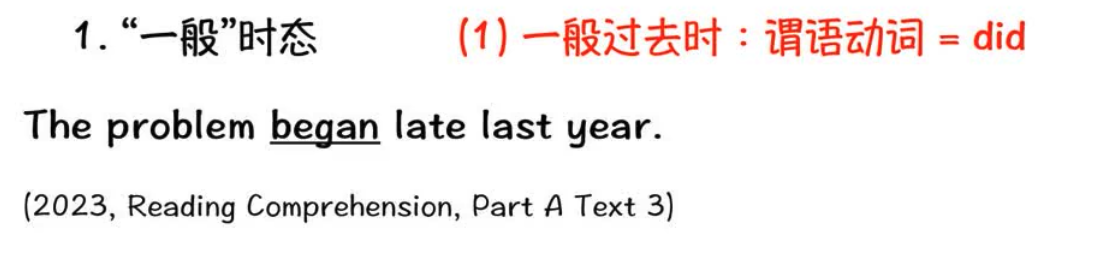 1. “一般”时态 (1) 一般过去时：谓语动词 = did
The problem began late last year.
(2023, Reading Comprehension, Part A Text 3)